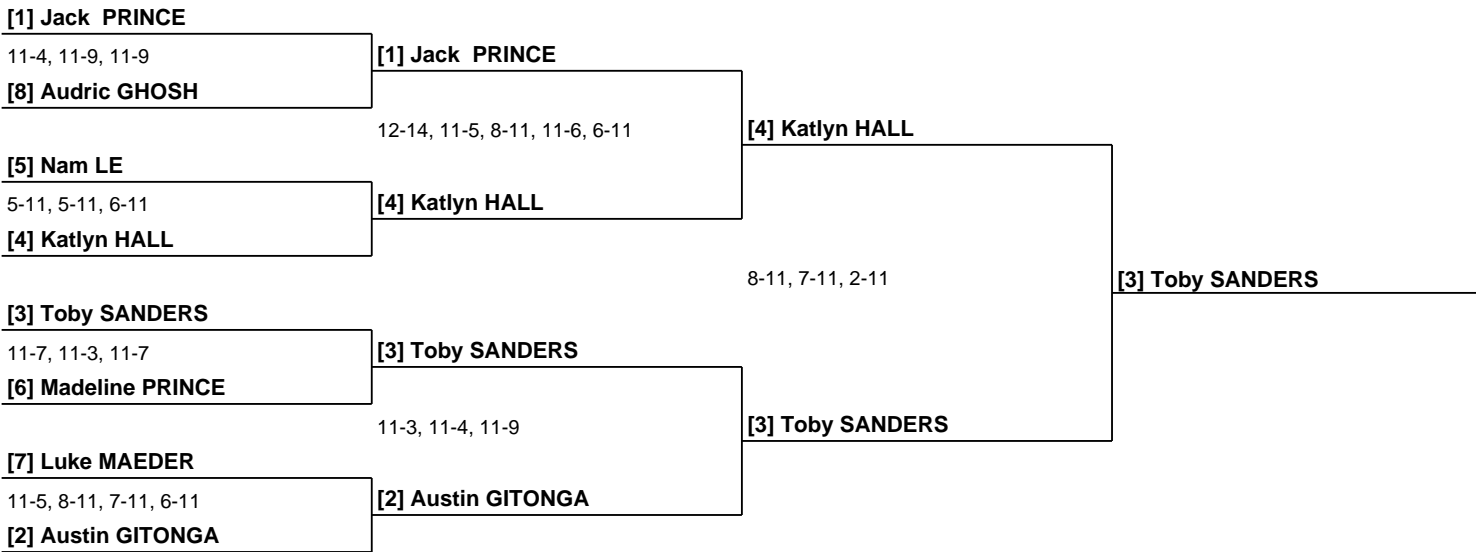 [1] Jack  PRINCE
11-4, 11-9, 11-9
[1] Jack  PRINCE
[8] Audric GHOSH
12-14, 11-5, 8-11, 11-6, 6-11
[4] Katlyn HALL
[5] Nam LE
5-11, 5-11, 6-11
[4] Katlyn HALL
[4] Katlyn HALL
8-11, 7-11, 2-11
[3] Toby SANDERS
[3] Toby SANDERS
11-7, 11-3, 11-7
[3] Toby SANDERS
[6] Madeline PRINCE
11-3, 11-4, 11-9
[3] Toby SANDERS
[7] Luke MAEDER
11-5, 8-11, 7-11, 6-11
[2] Austin GITONGA
[2] Austin GITONGA